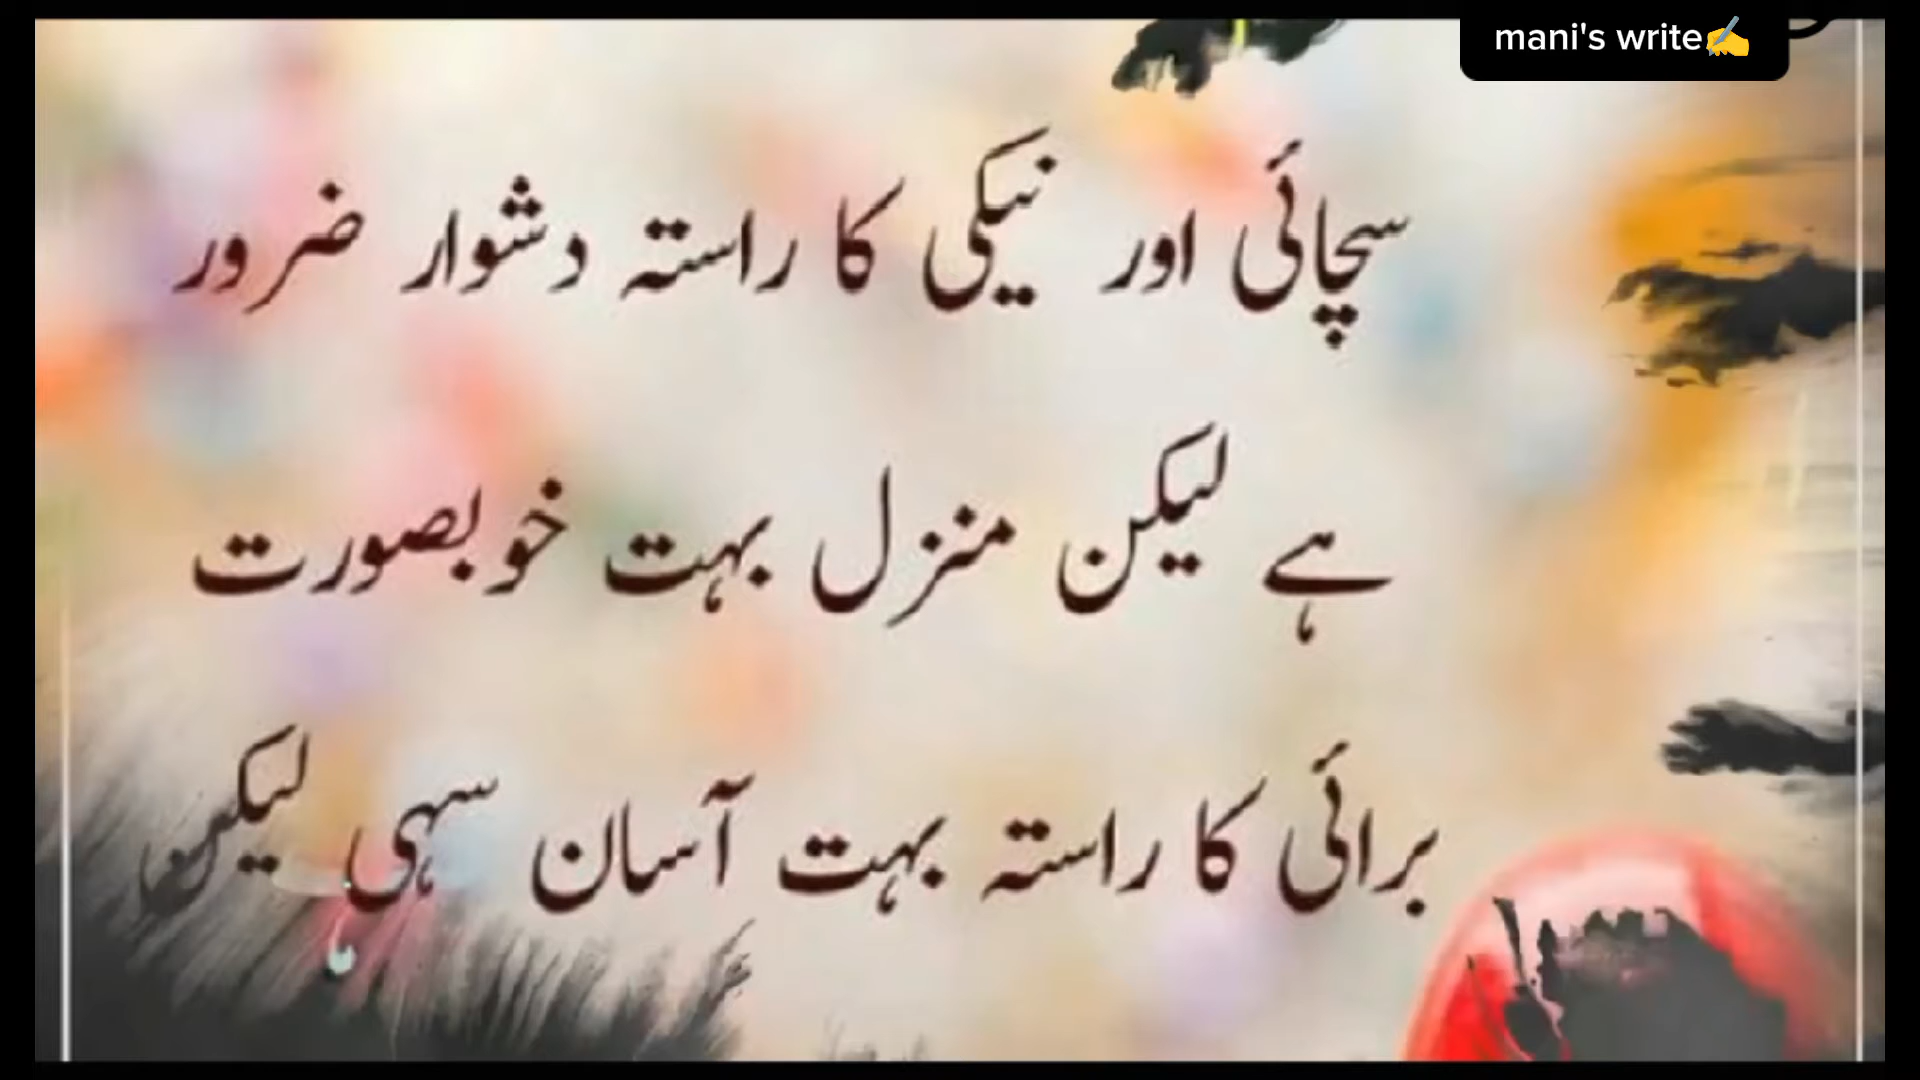 mani's write✍️
سچائی اور نیکی کا راستہ دشوار ضرور
ہے لیکن منزل بہت خوبصورت
برائی کا راستہ بہت آسان سہی لیکن